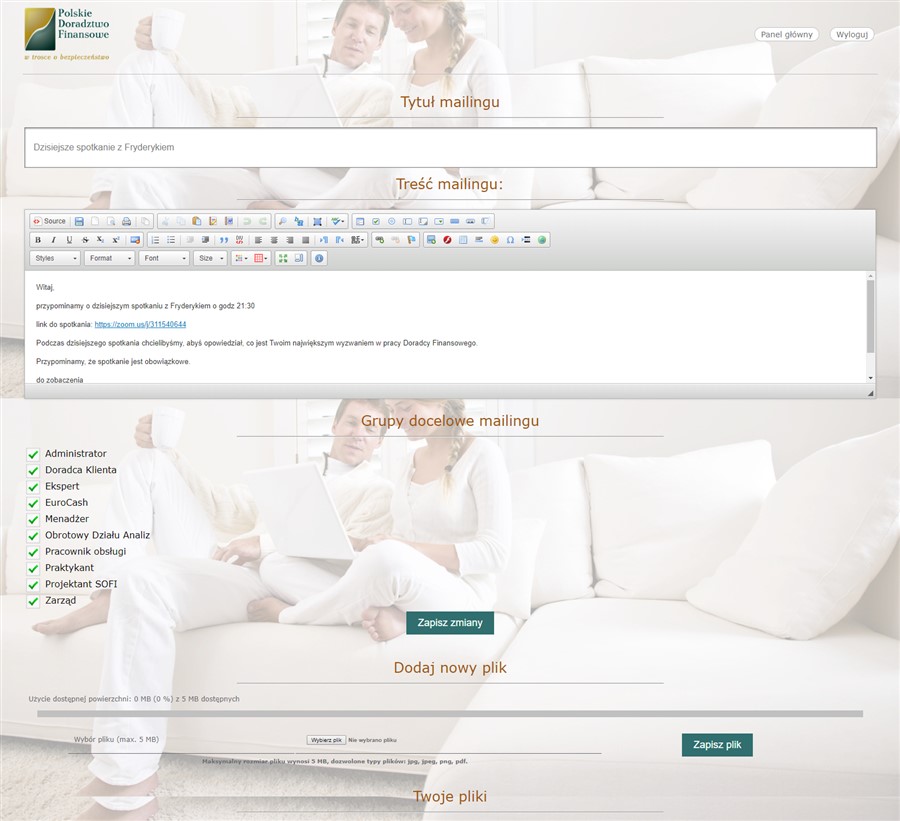 Polskie
Doradztwo
Finansowe
w trosce o bezpieczeństwo
Panel główny
Wyloguj
Tytuł mailingu
Dzisiejsze spotkanie z Fryderykiem
Treść mailingu:
Source
Styles
Format
Font
Size
Witaj,
przypominamy o dzisiejszym spotkaniu z Fryderykiem o godz 21:30
link do spotkania: https://zoom.us/j/311540644
Podczas dzisiejszego spotkania chcielibyśmy, abyś opowiedział, co jest Twoim największym wyzwaniem w pracy Doradcy Finansowego.
Przypominamy, że spotkanie jest obowiązkowe.
do zobaczenia
Grupy docelowe mailingu
Administrator
Doradca Klienta
Ekspert
EuroCash
Menadżer
Obrotowy Działu Analiz
Pracownik obsługi
Praktykant
Projektant SOFI
Zarząd
Zapisz zmiany
Dodaj nowy plik
Użycie dostępnej powierzchni: 0 MB (0 %) z 5 MB dostępnych
Wybór pliku (max. 5 MB)
Wybierz plik
Nie wybrano pliku
Zapisz plik
Maksymalny rozmiar pliku wynosi 5 MB, dozwolone typy plików: jpg, jpeg, png, pdf.
Twoje pliki